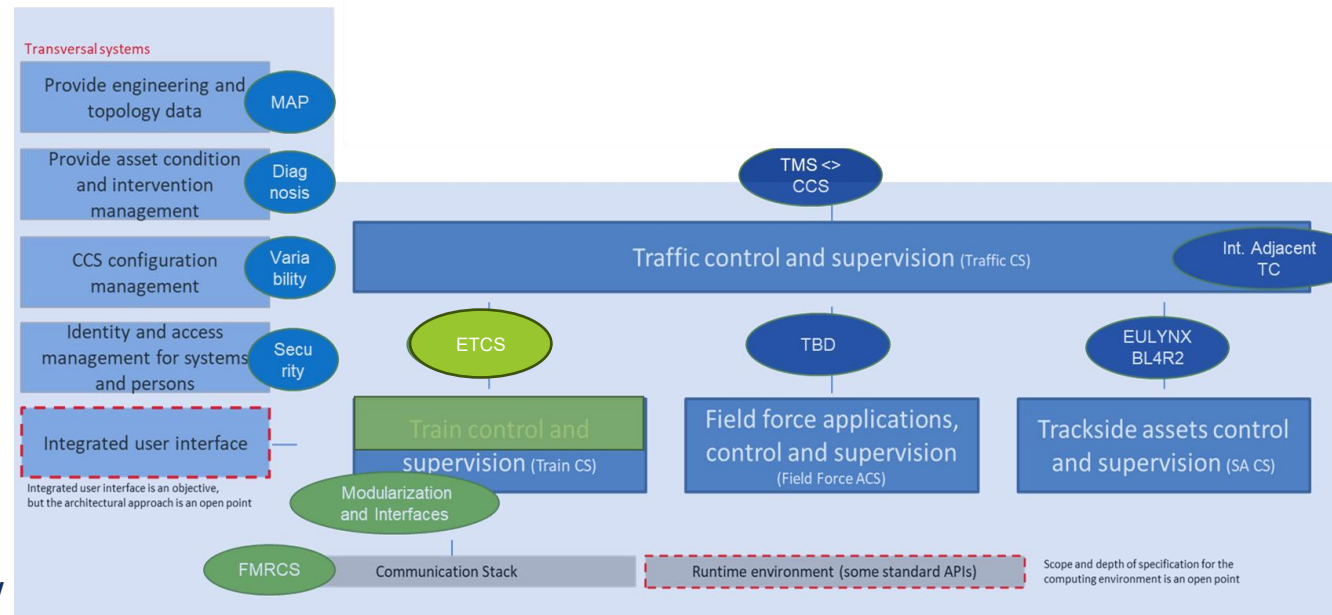 Transversal systems
Provide engineering and
topology data
MAP
Provide asset condition
and intervention
management
Diag
nosis
CCS configuration
management
Varia
bility
Identity and access
management for systems
and persons
Secu
rity
Integrated user interface
Integrated user interface is an objective,
but the architectural approach is an open point
TMS <>
CCS
Traffic control and supervision (Traffic CS)
Int. Adjacent
TC
ETCS
TBD
EULYNX
BL4R2
Train control and
supervision (Train CS)
Field force applications,
control and supervision
(Field Force ACS)
Trackside assets control
and supervision (SA CS)
Modularization
and Interfaces
FMRCS
Communication Stack
Runtime environment (some standard APIs)
Scope and depth of specification for the
computing environment is an open point